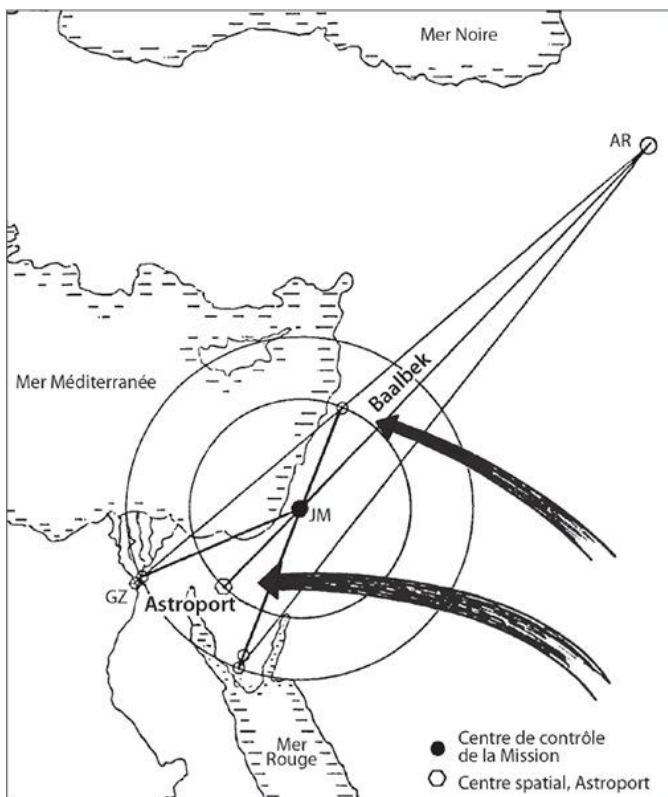 Mer Noire
AR
Baalbek
Mer Méditerranée
JM
GZ
Astroport
Mer
Rouge
Centre de contrôle
de la Mission
Centre spatial, Astroport